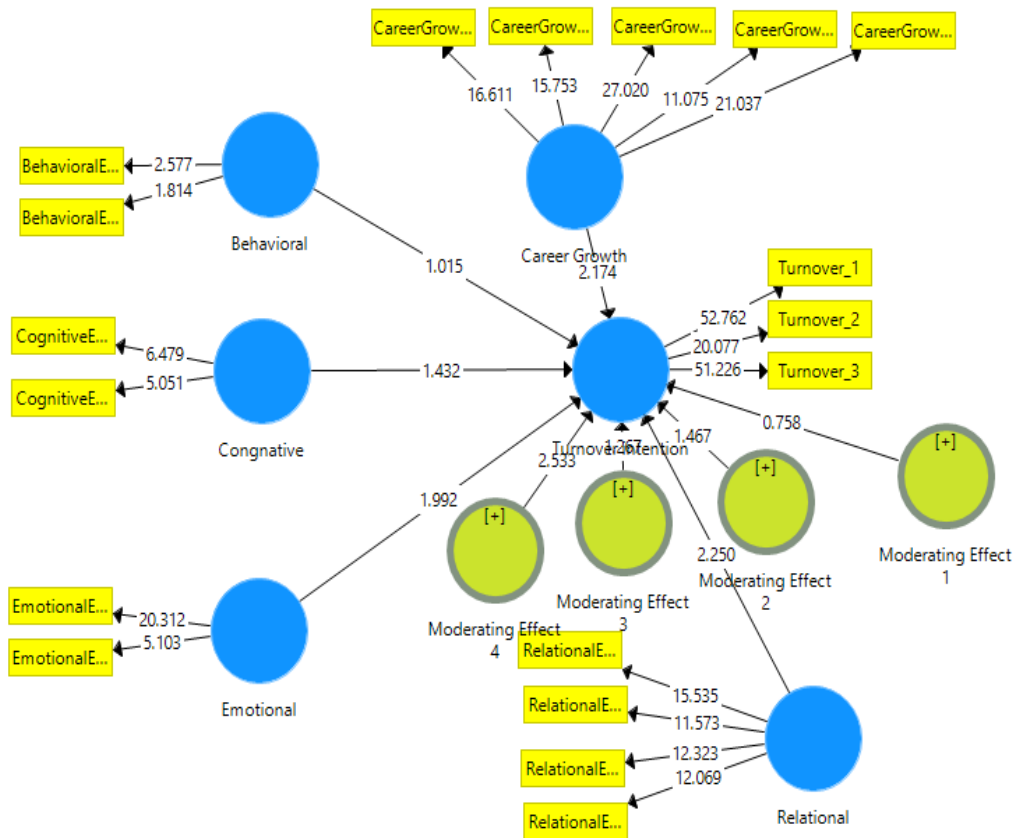 CareerGrow...
CareerGrow...
CareerGrow...
CareerGrow...
CareerGrow...
16.611
15.753
27.020
11.075
21.037
BehavioralE...
BehavioralE...
2.577
1.814
Behavioral
Career Growth
2.174
1.015
Turnover_1
Turnover_2
Turnover_3
52.762
20.077
51.226
CognitiveE...
CognitiveE...
6.479
5.051
Congnative
1.432
Turnover Intention
0.758
1.467
1.267
2.533
[+]
Moderating Effect
1
[+]
Moderating Effect
2
[+]
Moderating Effect
3
[+]
Moderating Effect
4
1.992
2.250
EmotionalE...
EmotionalE...
20.312
5.103
Emotional
RelationalE...
RelationalE...
RelationalE...
RelationalE...
15.535
11.573
12.323
12.069
Relational